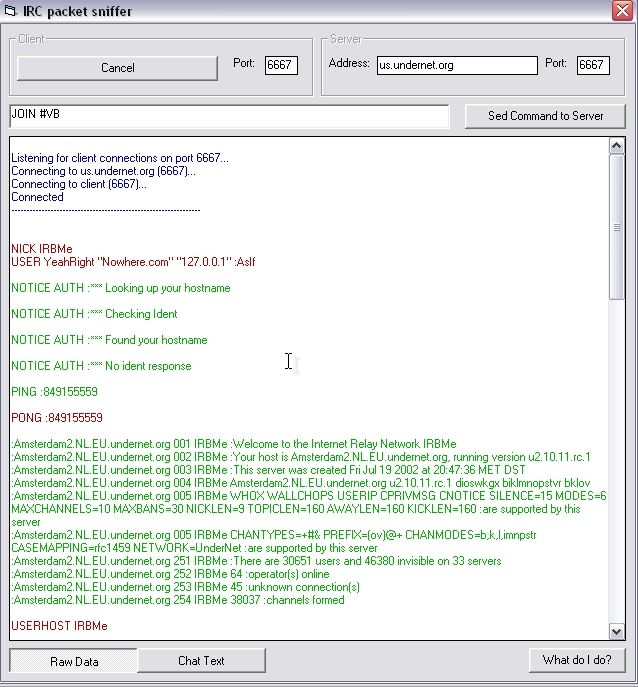 IRC packet sniffer
Client
Cancel
Port:
6667
Server
Address:
us.undernet.org
Port:
6667
JOIN #VB
Sed Command to Server
Listening for client connections on port 6667...
Connecting to us.undernet.org (6667)...
Connecting to client (6667)...
Connected
----------------------------------------------------------------
NICK IRBMe
USER YeahRight "Nowhere.com" "127.0.0.1" :Aslf
NOTICE AUTH :*** Looking up your hostname
NOTICE AUTH :*** Checking Ident
NOTICE AUTH :*** Found your hostname
NOTICE AUTH :*** No ident response
PING :849155559
PONG :849155559
:Amsterdam2.NL.EU.undernet.org 001 IRBMe :Welcome to the Internet Relay Network IRBMe
:Amsterdam2.NL.EU.undernet.org 002 IRBMe :Your host is Amsterdam2.NL.EU.undernet.org, running version u2.10.11.rc.1
:Amsterdam2.NL.EU.undernet.org 003 IRBMe :This server was created Fri Jul 19 2002 at 20:47:36 MET DST
:Amsterdam2.NL.EU.undernet.org 004 IRBMe Amsterdam2.NL.EU.undernet.org u2.10.11.rc.1 dioswkgx biklmnopstvr bklov
:Amsterdam2.NL.EU.undernet.org 005 IRBMe WHOX WALLCHOPS USERIP CPRIVMSG CNOTICE SILENCE=15 MODES=6
MAXCHANNELS=10 MAXBANS=30 NICKLEN=9 TOPICLEN=160 AWAYLEN=160 KICKLEN=160 :are supported by this
server
:Amsterdam2.NL.EU.undernet.org 005 IRBMe CHANTYPES=+#& PREFIX=(ov)@+ CHANMODES=b,k,l,imnpstr
CASEMAPPING=rfc1459 NETWORK=UnderNet :are supported by this server
:Amsterdam2.NL.EU.undernet.org 251 IRBMe :There are 30651 users and 46380 invisible on 33 servers
:Amsterdam2.NL.EU.undernet.org 252 IRBMe 64 :operator(s) online
:Amsterdam2.NL.EU.undernet.org 253 IRBMe 45 :unknown connection(s)
:Amsterdam2.NL.EU.undernet.org 254 IRBMe 38037 :channels formed
USERHOST IRBMe
Raw Data
Chat Text
What do I do?